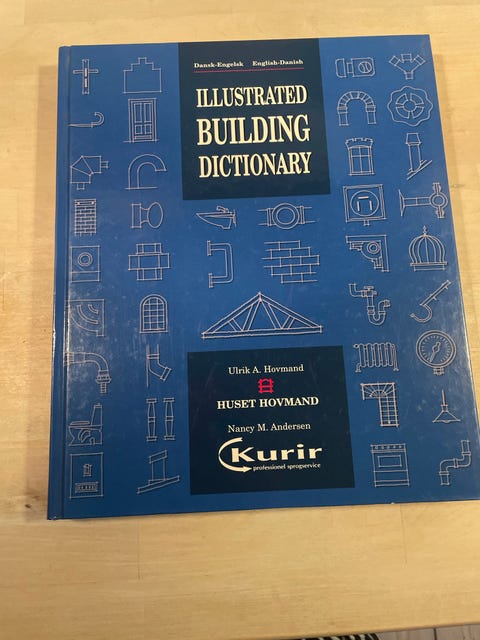 Dansk-Engelsk English-Danish
ILLUSTRATED
BUILDING
DICTIONARY
Ulrik A. Hovmand
HUSET HOVMAND
Nancy M. Andersen
Kurir
professionel sprogservice